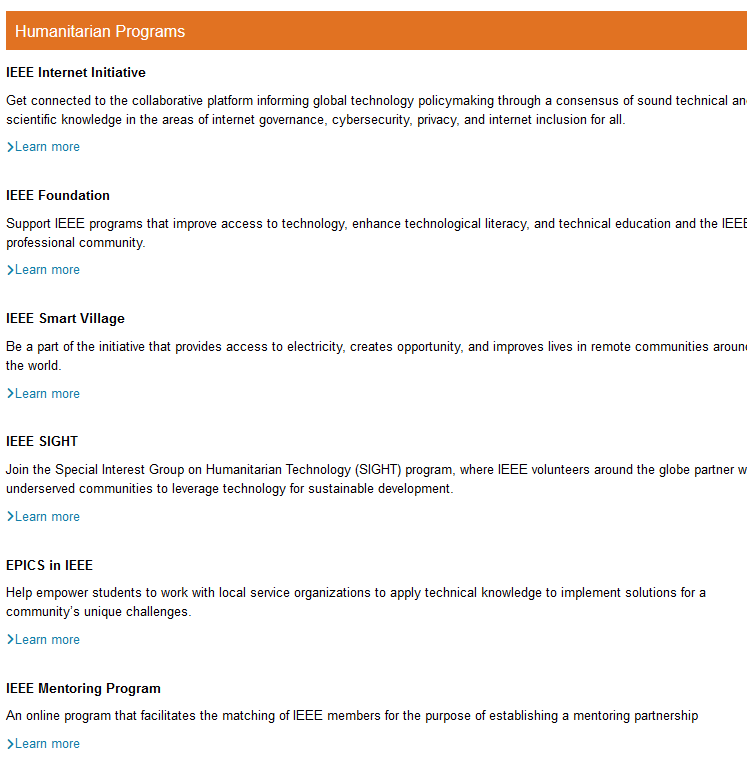 Humanitarian Programs
IEEE Internet Initiative
Get connected to the collaborative platform informing global technology policymaking through a consensus of sound technical an
scientific knowledge in the areas of internet governance, cybersecurity, privacy, and internet inclusion for all.
Learn more
IEEE Foundation
Support IEEE programs that improve access to technology, enhance technological literacy, and technical education and the IEEE
professional community.
Learn more
IEEE Smart Village
Be a part of the initiative that provides access to electricity, creates opportunity, and improves lives in remote communities aroun
the world.
Learn more
IEEE SIGHT
Join the Special Interest Group on Humanitarian Technology (SIGHT) program, where IEEE volunteers around the globe partner w
underserved communities to leverage technology for sustainable development.
Learn more
EPICS in IEEE
Help empower students to work with local service organizations to apply technical knowledge to implement solutions for a
community’s unique challenges.
Learn more
IEEE Mentoring Program
An online program that facilitates the matching of IEEE members for the purpose of establishing a mentoring partnership
Learn more